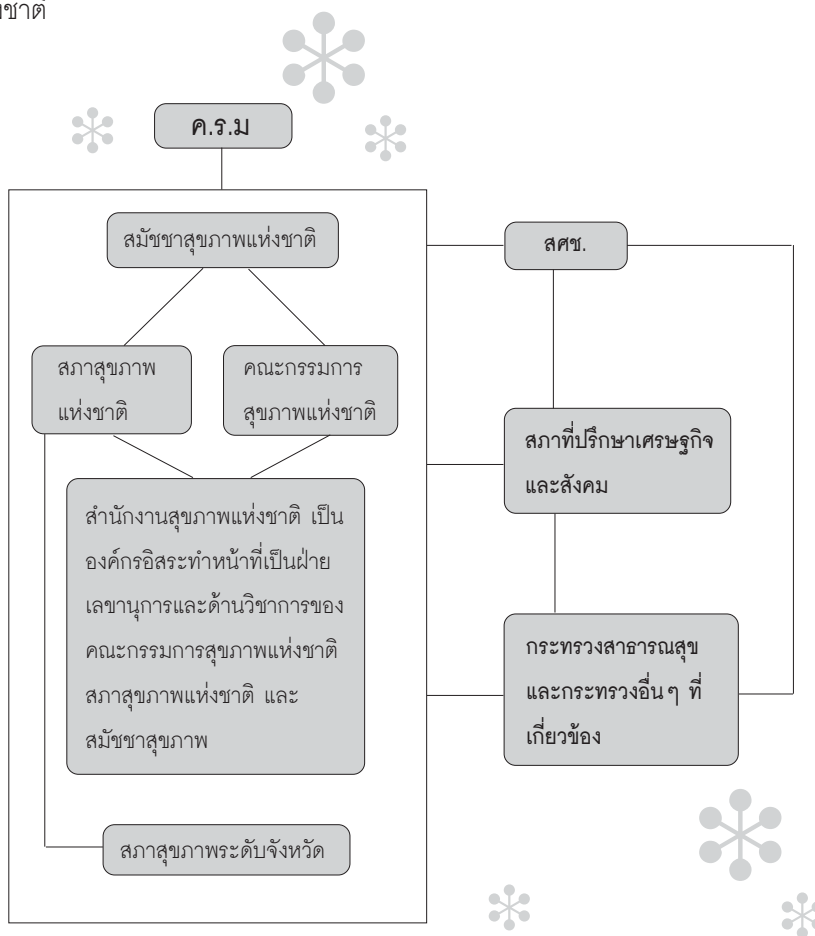 ค.ร.ม
สมัชชาสุขภาพแห่งชาติ
สศช.
สภาสุขภาพ
แห่งชาติ
คณะกรรมการ
สุขภาพแห่งชาติ
สภาที่ปรึกษาเศรษฐกิจ
และสังคม
สำนักงานสุขภาพแห่งชาติ เป็น
องค์กรอิสระทำหน้าที่เป็นฝ่าย
เลขานุการและด้านวิชาการของ
คณะกรรมการสุขภาพแห่งชาติ
สภาสุขภาพแห่งชาติ และ
สมัชชาสุขภาพ
กระทรวงสาธารณสุข
และกระทรวงอื่น ๆ ที่
เกี่ยวข้อง
สภาสุขภาพระดับจังหวัด